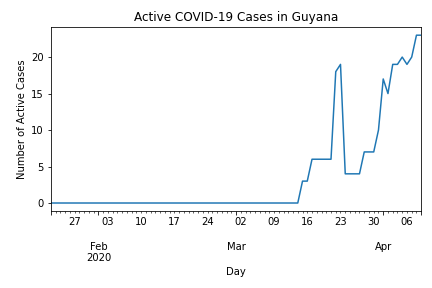 Active COVID-19 Cases in Guyana
Number of Active Cases
20
15
10
5
0
27 03 10 17 24 02 09 16 23 30 06
Feb Mar Apr
2020
Day